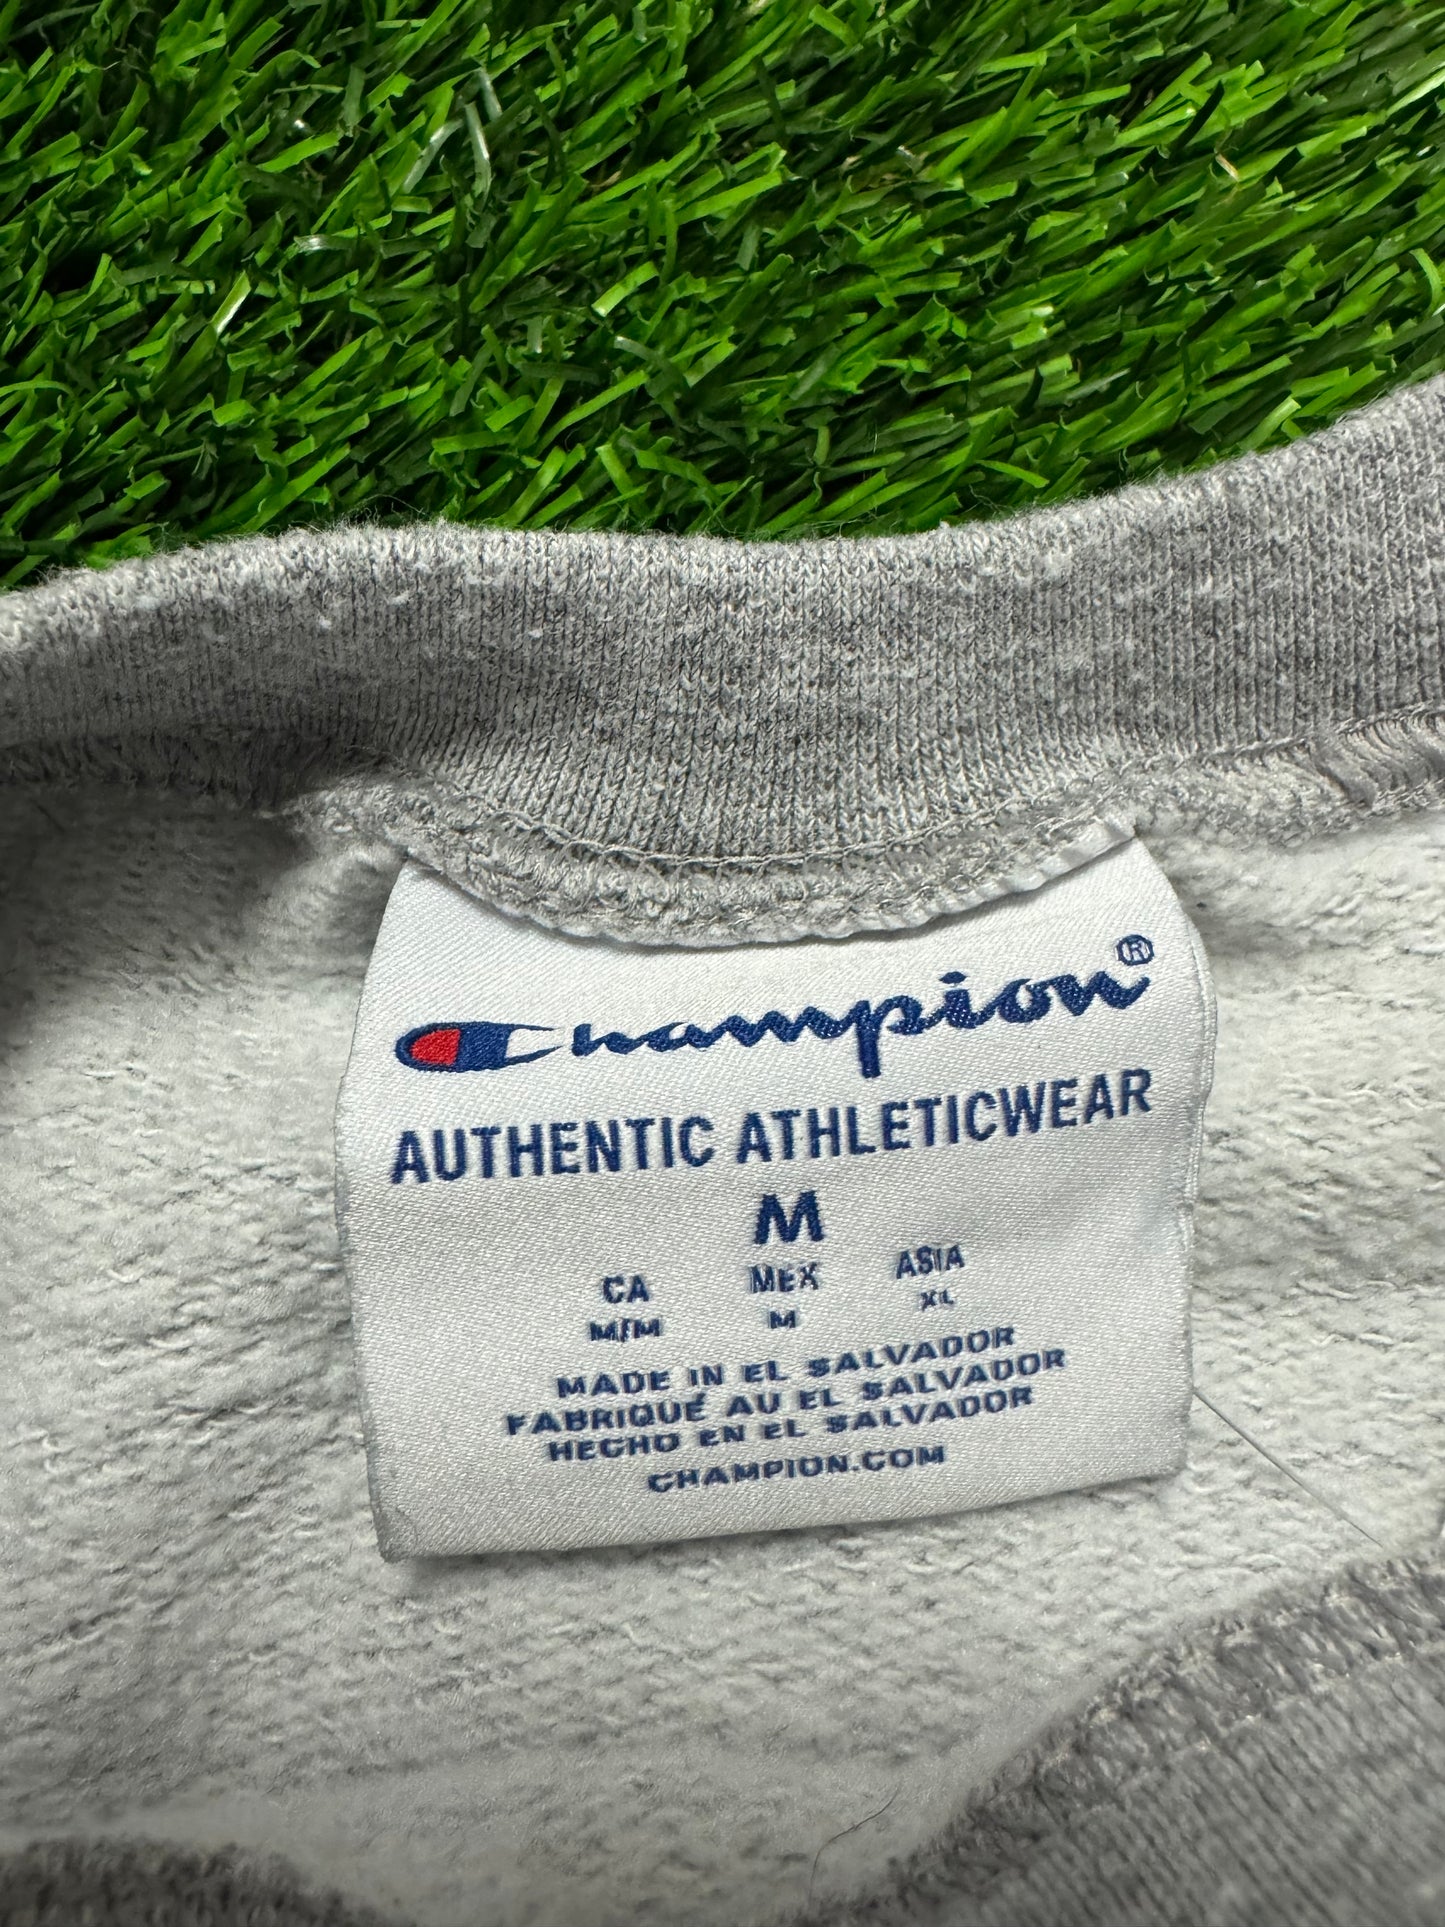 Champion®
AUTHENTIC ATHLETICWEAR
M
CA MEX ASIA
M/M M XL
MADE IN EL SALVADOR
FABRIQUÉ AU EL SALVADOR
HECHO EN EL SALVADOR
CHAMPION.COM